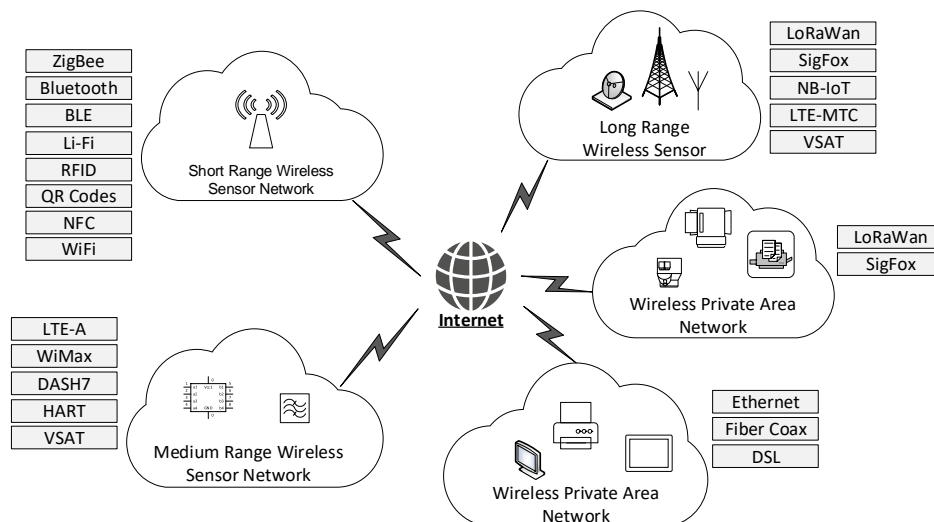 ZigBee
Bluetooth
BLE
Li-Fi
RFID
QR Codes
NFC
WiFi
Short Range Wireless
Sensor Network
LoRaWan
SigFox
NB-IoT
LTE-MTC
VSAT
Long Range
Wireless Sensor
LoRaWan
SigFox
Wireless Private Area
Network
Internet
LTE-A
WiMax
DASH7
HART
VSAT
Medium Range Wireless
Sensor Network
Ethernet
Fiber Coax
DSL
Wireless Private Area
Network